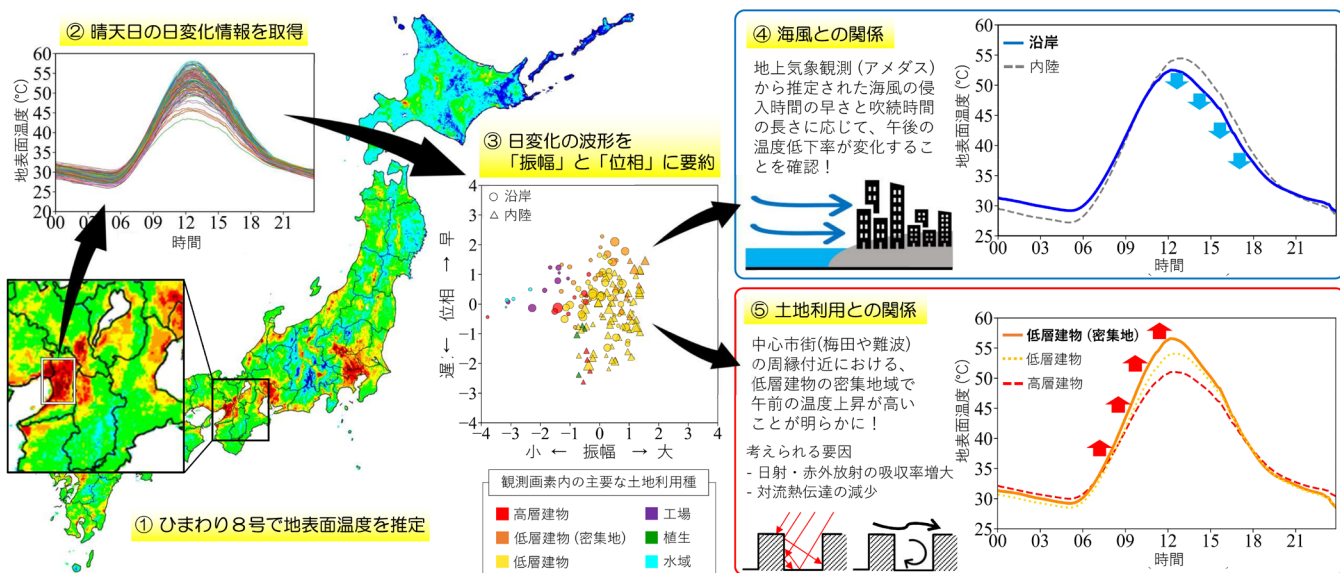 ② 晴天日の日変化情報を取得
地表面温度 (℃)
60
55
50
45
40
35
30
25
20
00 03 06 09 12 15 18 21
時間
① ひまわり８号で地表面温度を推定
③ 日変化の波形を
「振幅」と「位相」に要約
○ 沿岸
△ 内陸
遅 ← 位相 → 早
4
3
2
1
0
−1
−2
−3
−4
−4 −3 −2 −1 0 1 2 3 4
小 ← 振幅 → 大
観測画素内の主要な土地利用種
高層建物
低層建物 (密集地)
低層建物
工場
植生
水域
④ 海風との関係
地上気象観測 (アメダス)
から推定された海風の侵
入時間の早さと吹続時間
の長さに応じて、午後の
温度低下率が変化するこ
とを確認！
地表面温度 (℃)
60
55
50
45
40
35
30
25
沿岸
内陸
00 03 06 09 12 15 18 21
時間
⑤ 土地利用との関係
中心市街(梅田や難波)
の周縁付近における、
低層建物の密集地域で
午前の温度上昇が高い
ことが明らかに！
考えられる要因
- 日射・赤外放射の吸収率増大
- 対流熱伝達の減少
地表面温度 (℃)
60
55
50
45
40
35
30
25
低層建物 (密集地)
低層建物
高層建物
00 03 06 09 12 15 18 21
時間